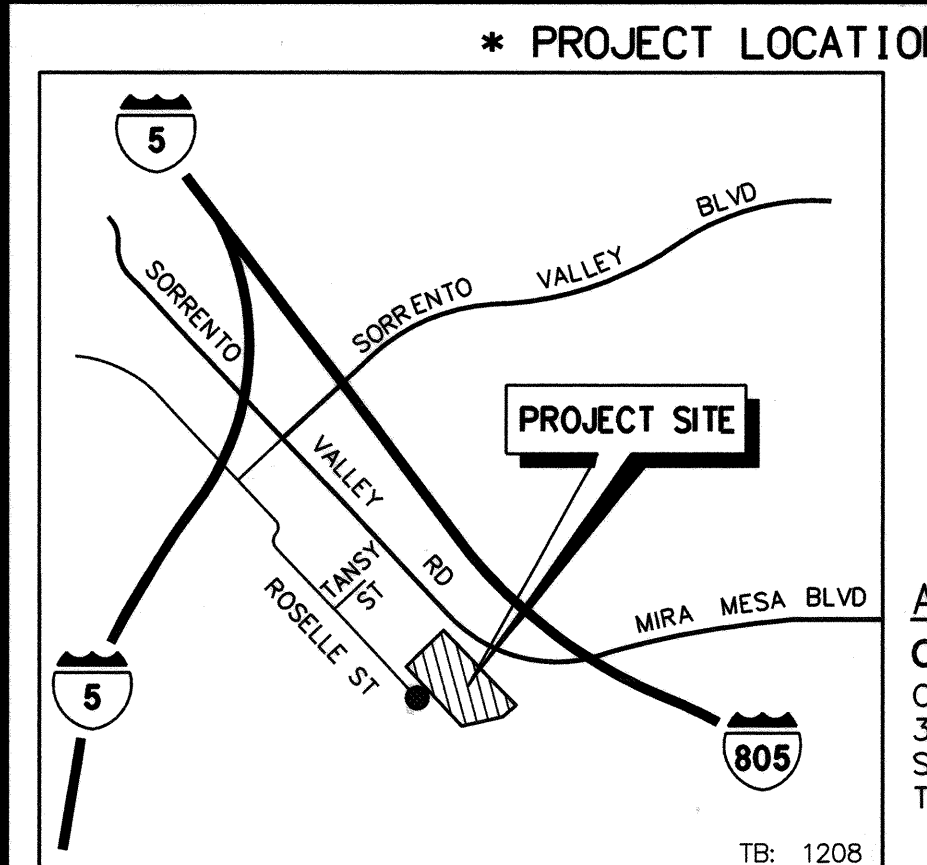 * PROJECT LOCATIO
5
BLVD
VALLEY
SORRENTO
SORRENTO
PROJECT SITE
VALLEY
RD
TANSY
ST
ROSELLE ST
MIRA MESA BLVD
5
805
TB: 1208